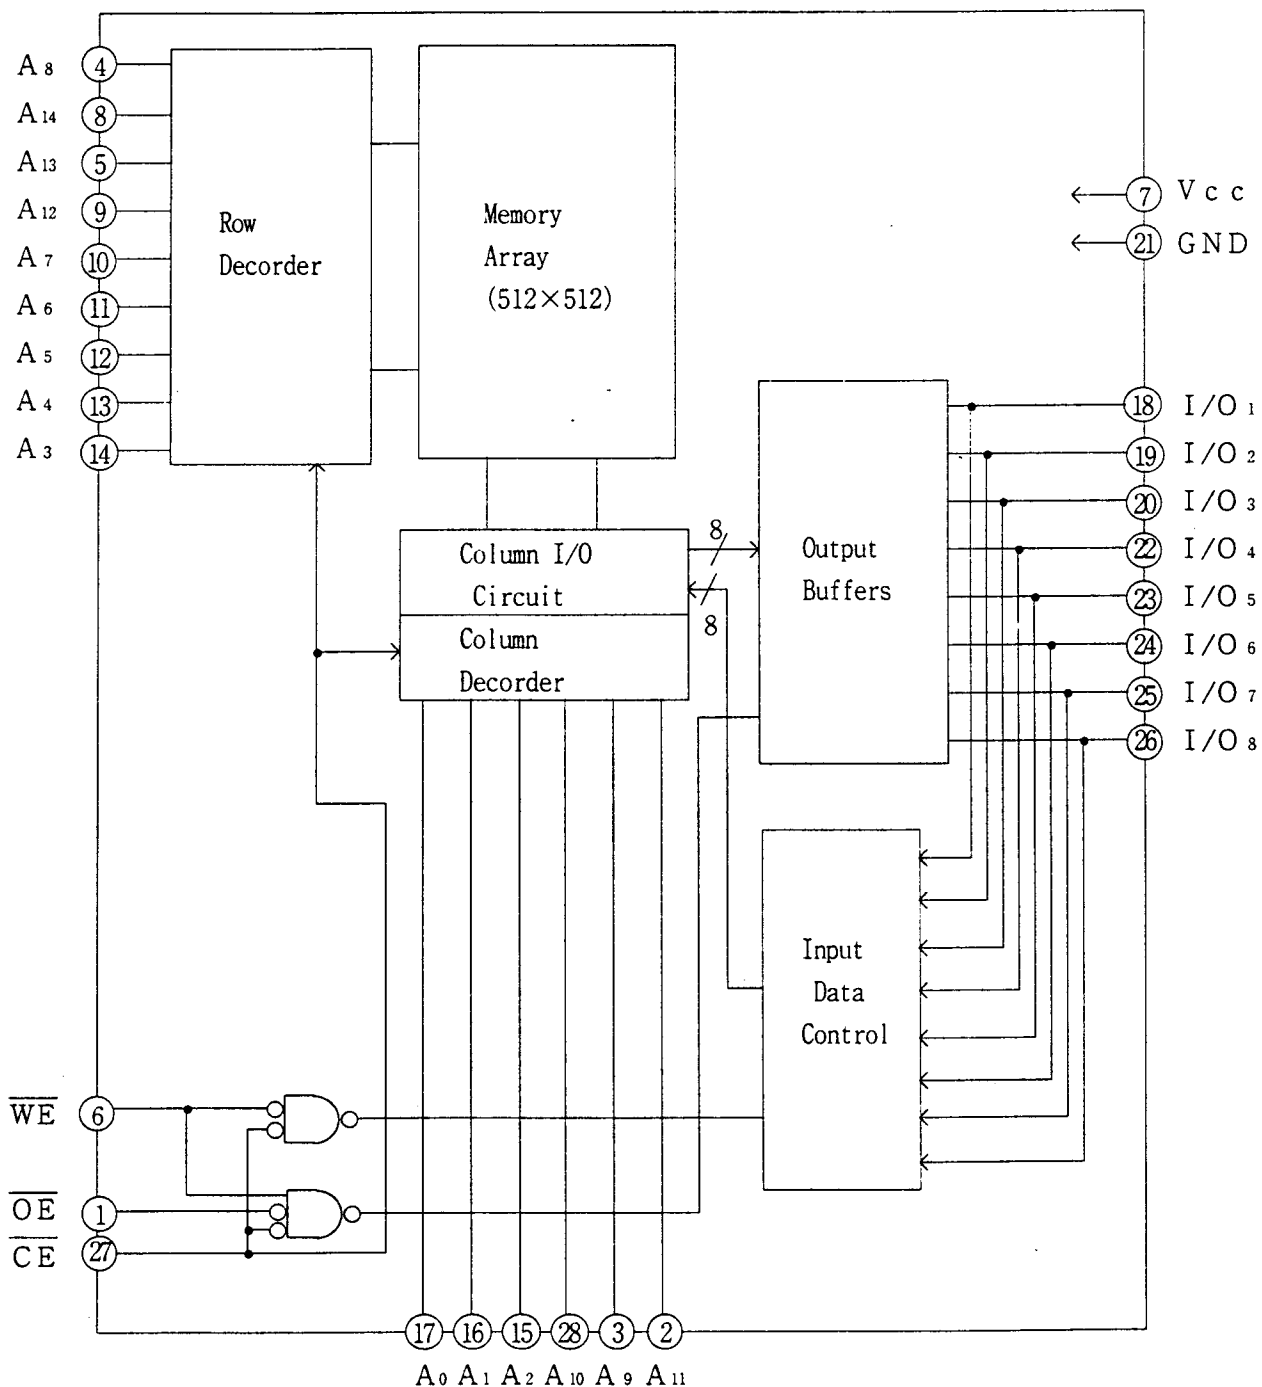 A8 4
A14 8
A13 5
A12 9
A7 10
A6 11
A5 12
A4 13
A3 14
Row
Decorder
Memory
Array
(512×512)
7 Vcc
21 GND
Column I/O
Circuit
Column
Decorder
8
8
Output
Buffers
18 I/O1
19 I/O2
20 I/O3
22 I/O4
23 I/O5
24 I/O6
25 I/O7
26 I/O8
Input
Data
Control
W̅E̅ 6
O̅E̅ 1
C̅E̅ 27
17 16 15 28 3 2
A0 A1 A2 A10 A9 A11